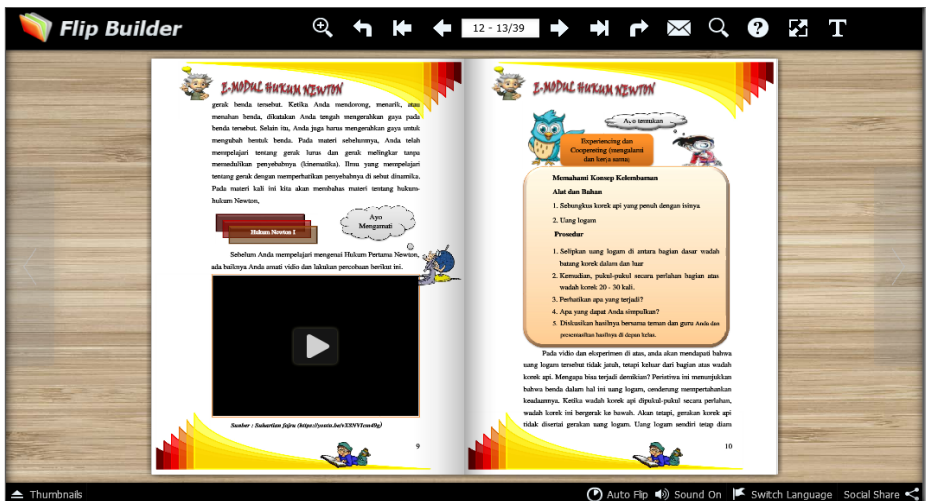 Flip Builder
12 - 13/39
T
E-MODUL HUKUM NEWTON
gerak benda tersebut. Ketika Anda mendorong, menarik, atau
menahan benda, dikatakan Anda tengah mengerahkan gaya pada
benda tersebut. Selain itu, Anda juga harus mengerahkan gaya untuk
mengubah bentuk benda. Pada materi sebelumnya, Anda telah
mempelajari tentang gerak lurus dan gerak melingkar tanpa
memedulikan penyebabnya (kinematika). Ilmu yang mempelajari
tentang gerak dengan memperhatikan penyebabnya di sebut dinamika.
Pada materi kali ini kita akan membahas materi tentang hukum-
hukum Newton,
Hukum Newton I
Ayo
Mengamati
Sebelum Anda mempelajari mengenai Hukum Pertama Newton,
ada baiknya Anda amati vidio dan lakukan percobaan berikut ini.
Sumber : Suhartian fajra
9
E-MODUL HUKUM NEWTON
Ayo temukan
Experiencing dan
Cooperating (mengalami
dan kerja sama)
Memahami Konsep Kelembaman
Alat dan Bahan
1. Sebungkus korek api yang penuh dengan isinya
2. Uang logam
Prosedur
1. Selipkan uang logam di antara bagian dasar wadah
batang korek dalam dan luar
2. Kemudian, pukul-pukul secara perlahan bagian atas
wadah korek 20 - 30 kali.
3. Perhatikan apa yang terjadi?
4. Apa yang dapat Anda simpulkan?
5. Diskusikan hasilnya bersama teman dan guru Anda dan
presentasikan hasilnya di depan kelas.
Pada vidio dan eksperimen di atas, anda akan mendapati bahwa
uang logam tersebut tidak jatuh, tetapi keluar dari bagian atas wadah
korek api. Mengapa bisa terjadi demikian? Peristiwa ini menunjukkan
bahwa benda dalam hal ini uang logam, cenderung mempertahankan
keadaannya. Ketika wadah korek api dipukul-pukul secara perlahan,
wadah korek ini bergerak ke bawah. Akan tetapi, gerakan korek api
tidak disertai gerakan uang logam. Uang logam sendiri tetap diam
10
Thumbnails
Auto Flip Sound On Switch Language Social Share